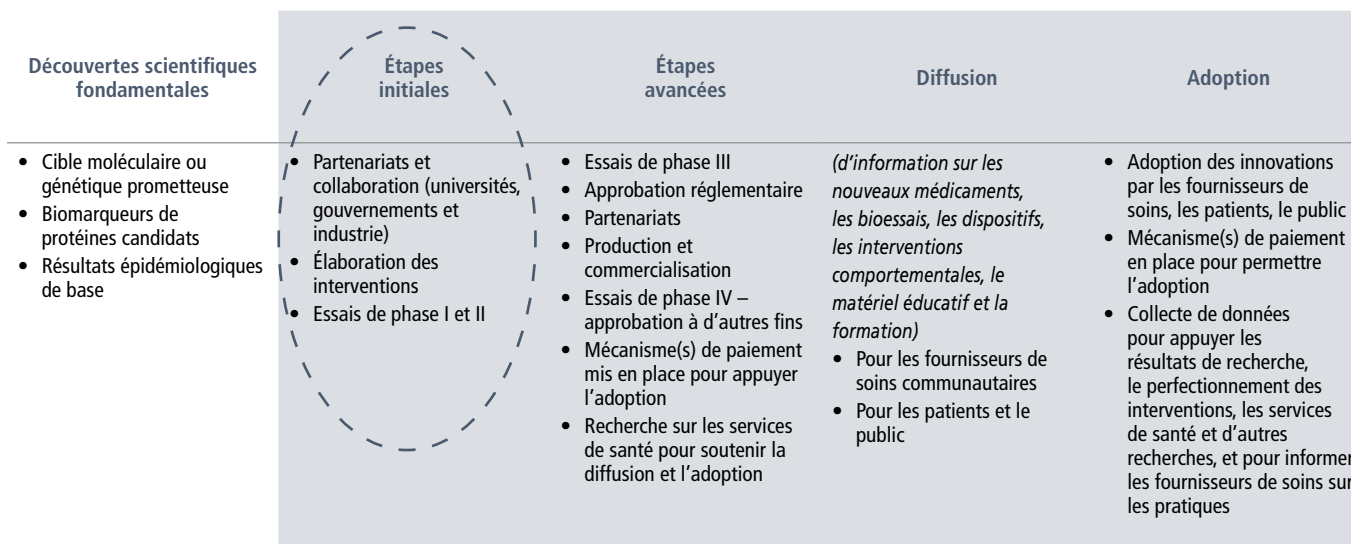 Découvertes scientifiques
fondamentales
Étapes
initiales
Étapes
avancées
Diffusion
Adoption
• Cible moléculaire ou
génétique prometteuse
• Biomarqueurs de
protéines candidats
• Résultats épidémiologiques
de base
• Partenariats et
collaboration (universités,
gouvernements et
industrie)
• Élaboration des
interventions
• Essais de phase I et II
• Essais de phase III
• Approbation réglementaire
• Partenariats
• Production et
commercialisation
• Essais de phase IV –
approbation à d'autres fins
• Mécanisme(s) de paiement
mis en place pour appuyer
l'adoption
• Recherche sur les services
de santé pour soutenir la
diffusion et l'adoption
(d'information sur les
nouveaux médicaments,
les bioessais, les dispositifs,
les interventions
comportementales, le
matériel éducatif et la
formation)
• Pour les fournisseurs de
soins communautaires
• Pour les patients et le
public
• Adoption des innovations
par les fournisseurs de
soins, les patients, le public
• Mécanisme(s) de paiement
en place pour permettre
l'adoption
• Collecte de données
pour appuyer les
résultats de recherche,
le perfectionnement des
interventions, les services
de santé et d'autres
recherches, et pour informer
les fournisseurs de soins sur
les pratiques